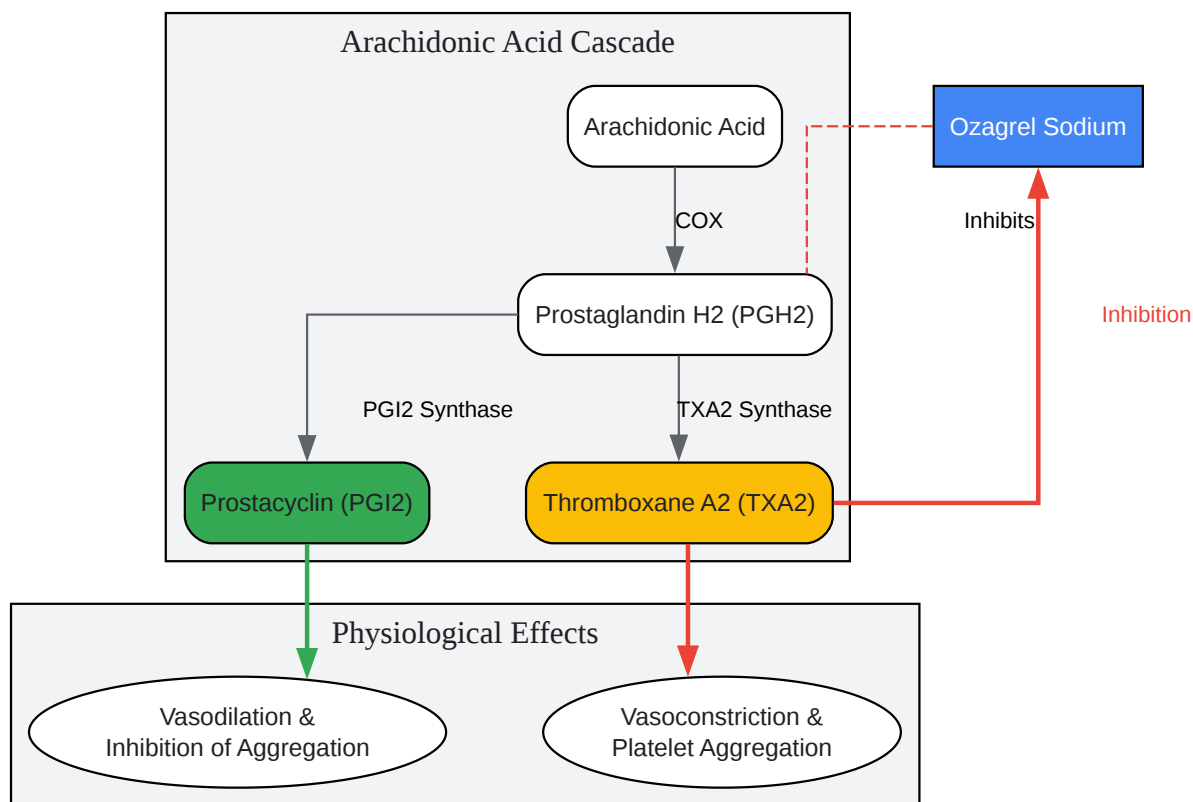 Arachidonic Acid Cascade
Arachidonic Acid
Ozagrel Sodium
COX
Inhibits
Prostaglandin H2 (PGH2)
Inhibition
PGI2 Synthase
TXA2 Synthase
Prostacyclin (PGI2)
Thromboxane A2 (TXA2)
Physiological Effects
Vasodilation &
Inhibition of Aggregation
Vasoconstriction &
Platelet Aggregation